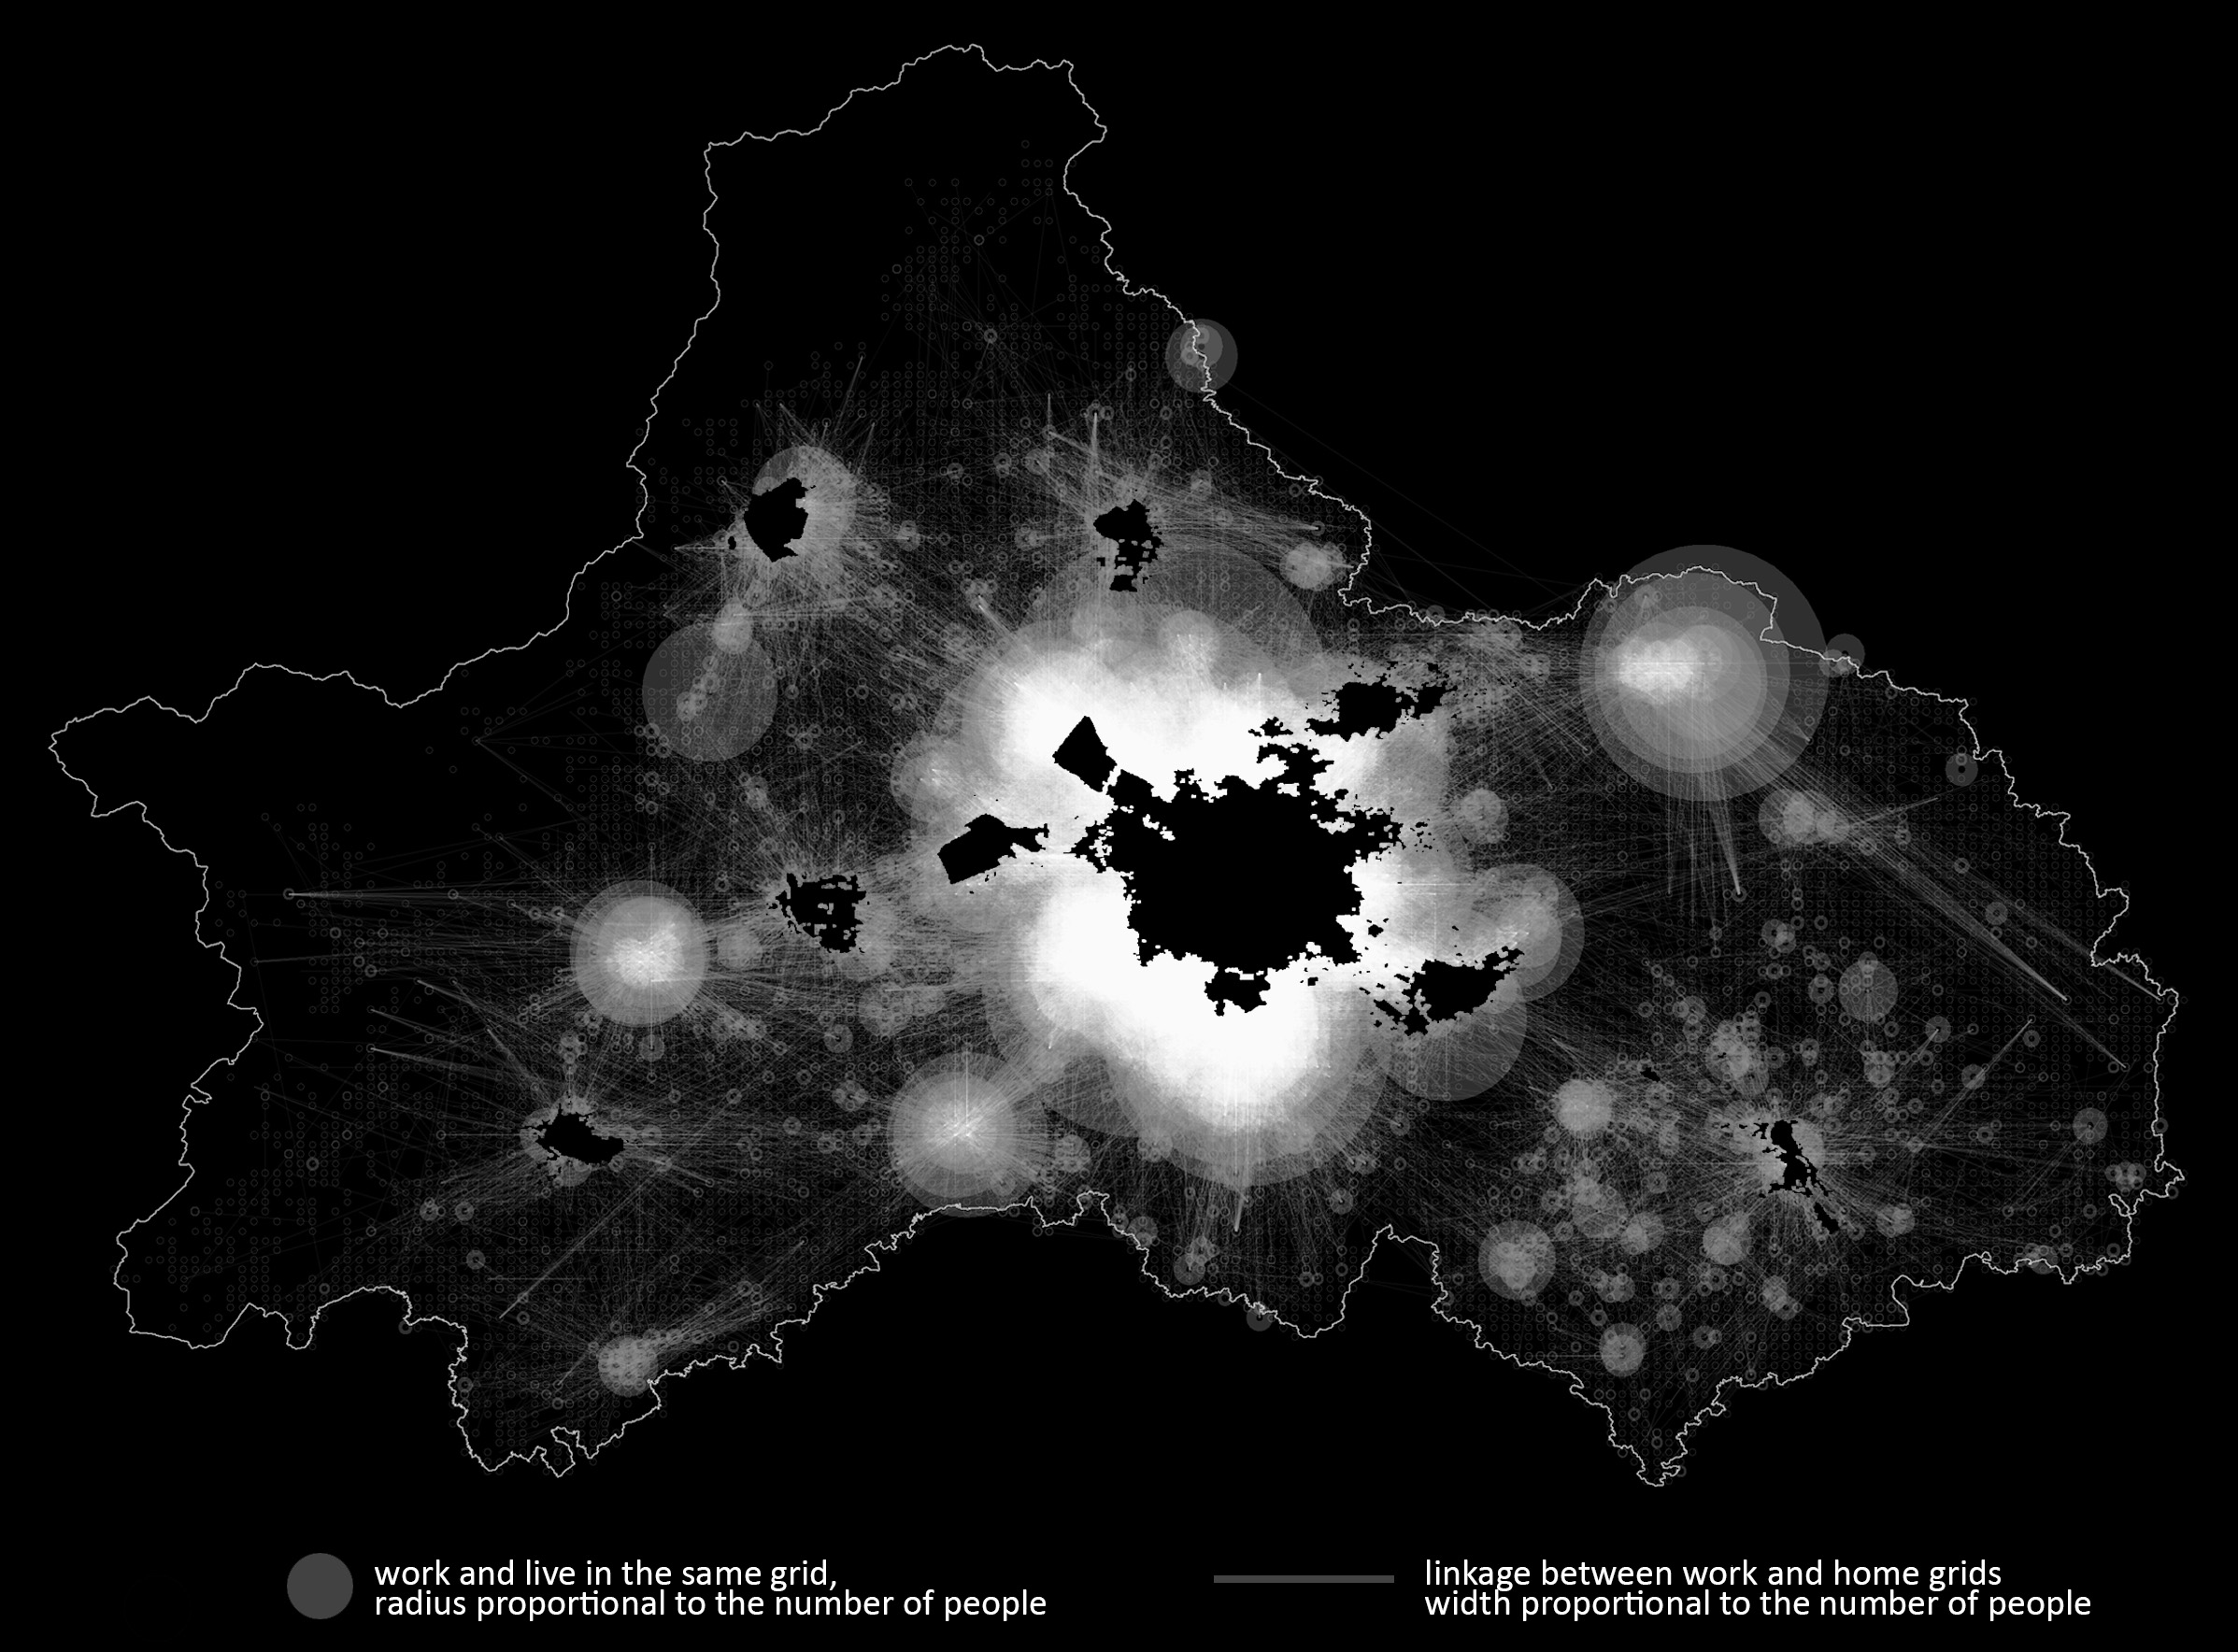 work and live in the same grid,
radius proportional to the number of people
linkage between work and home grids
width proportional to the number of people